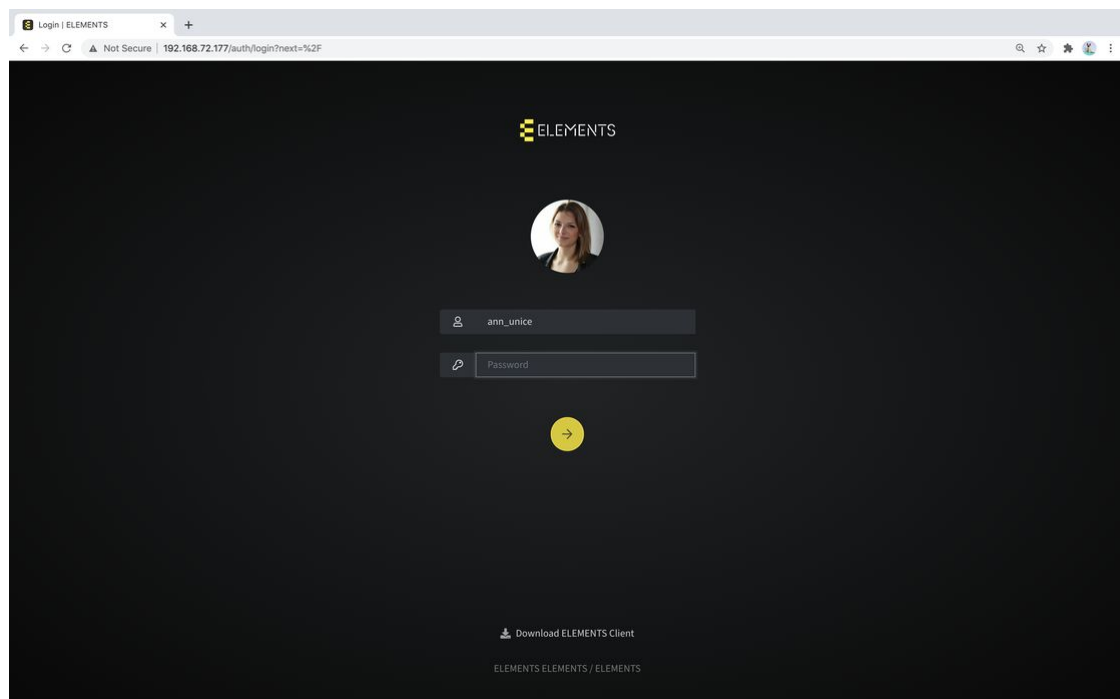 Login | ELEMENTS
Not Secure | 192.168.72.177/auth/login?next=%2F
ELEMENTS
ann_unice
Password
Download ELEMENTS Client
ELEMENTS ELEMENTS / ELEMENTS